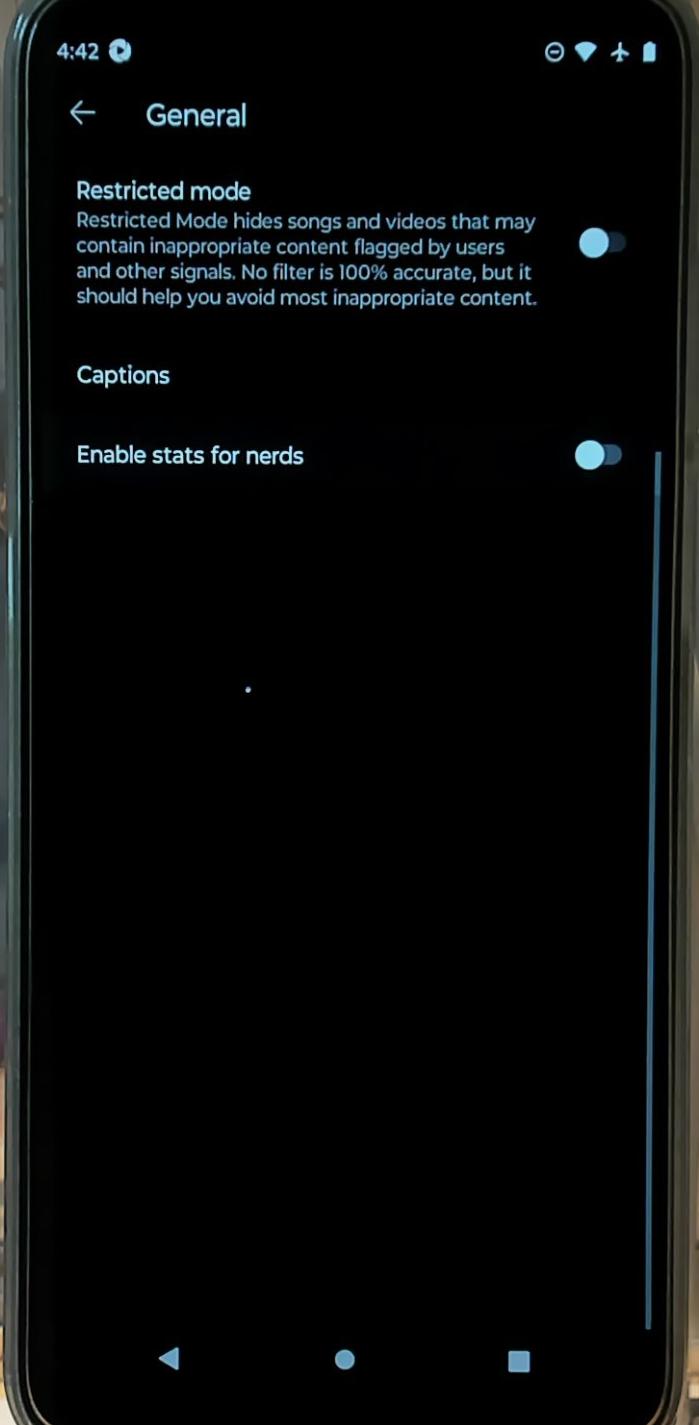 4:42
General
Restricted mode
Restricted Mode hides songs and videos that may
contain inappropriate content flagged by users
and other signals. No filter is 100% accurate, but it
should help you avoid most inappropriate content.
Captions
Enable stats for nerds